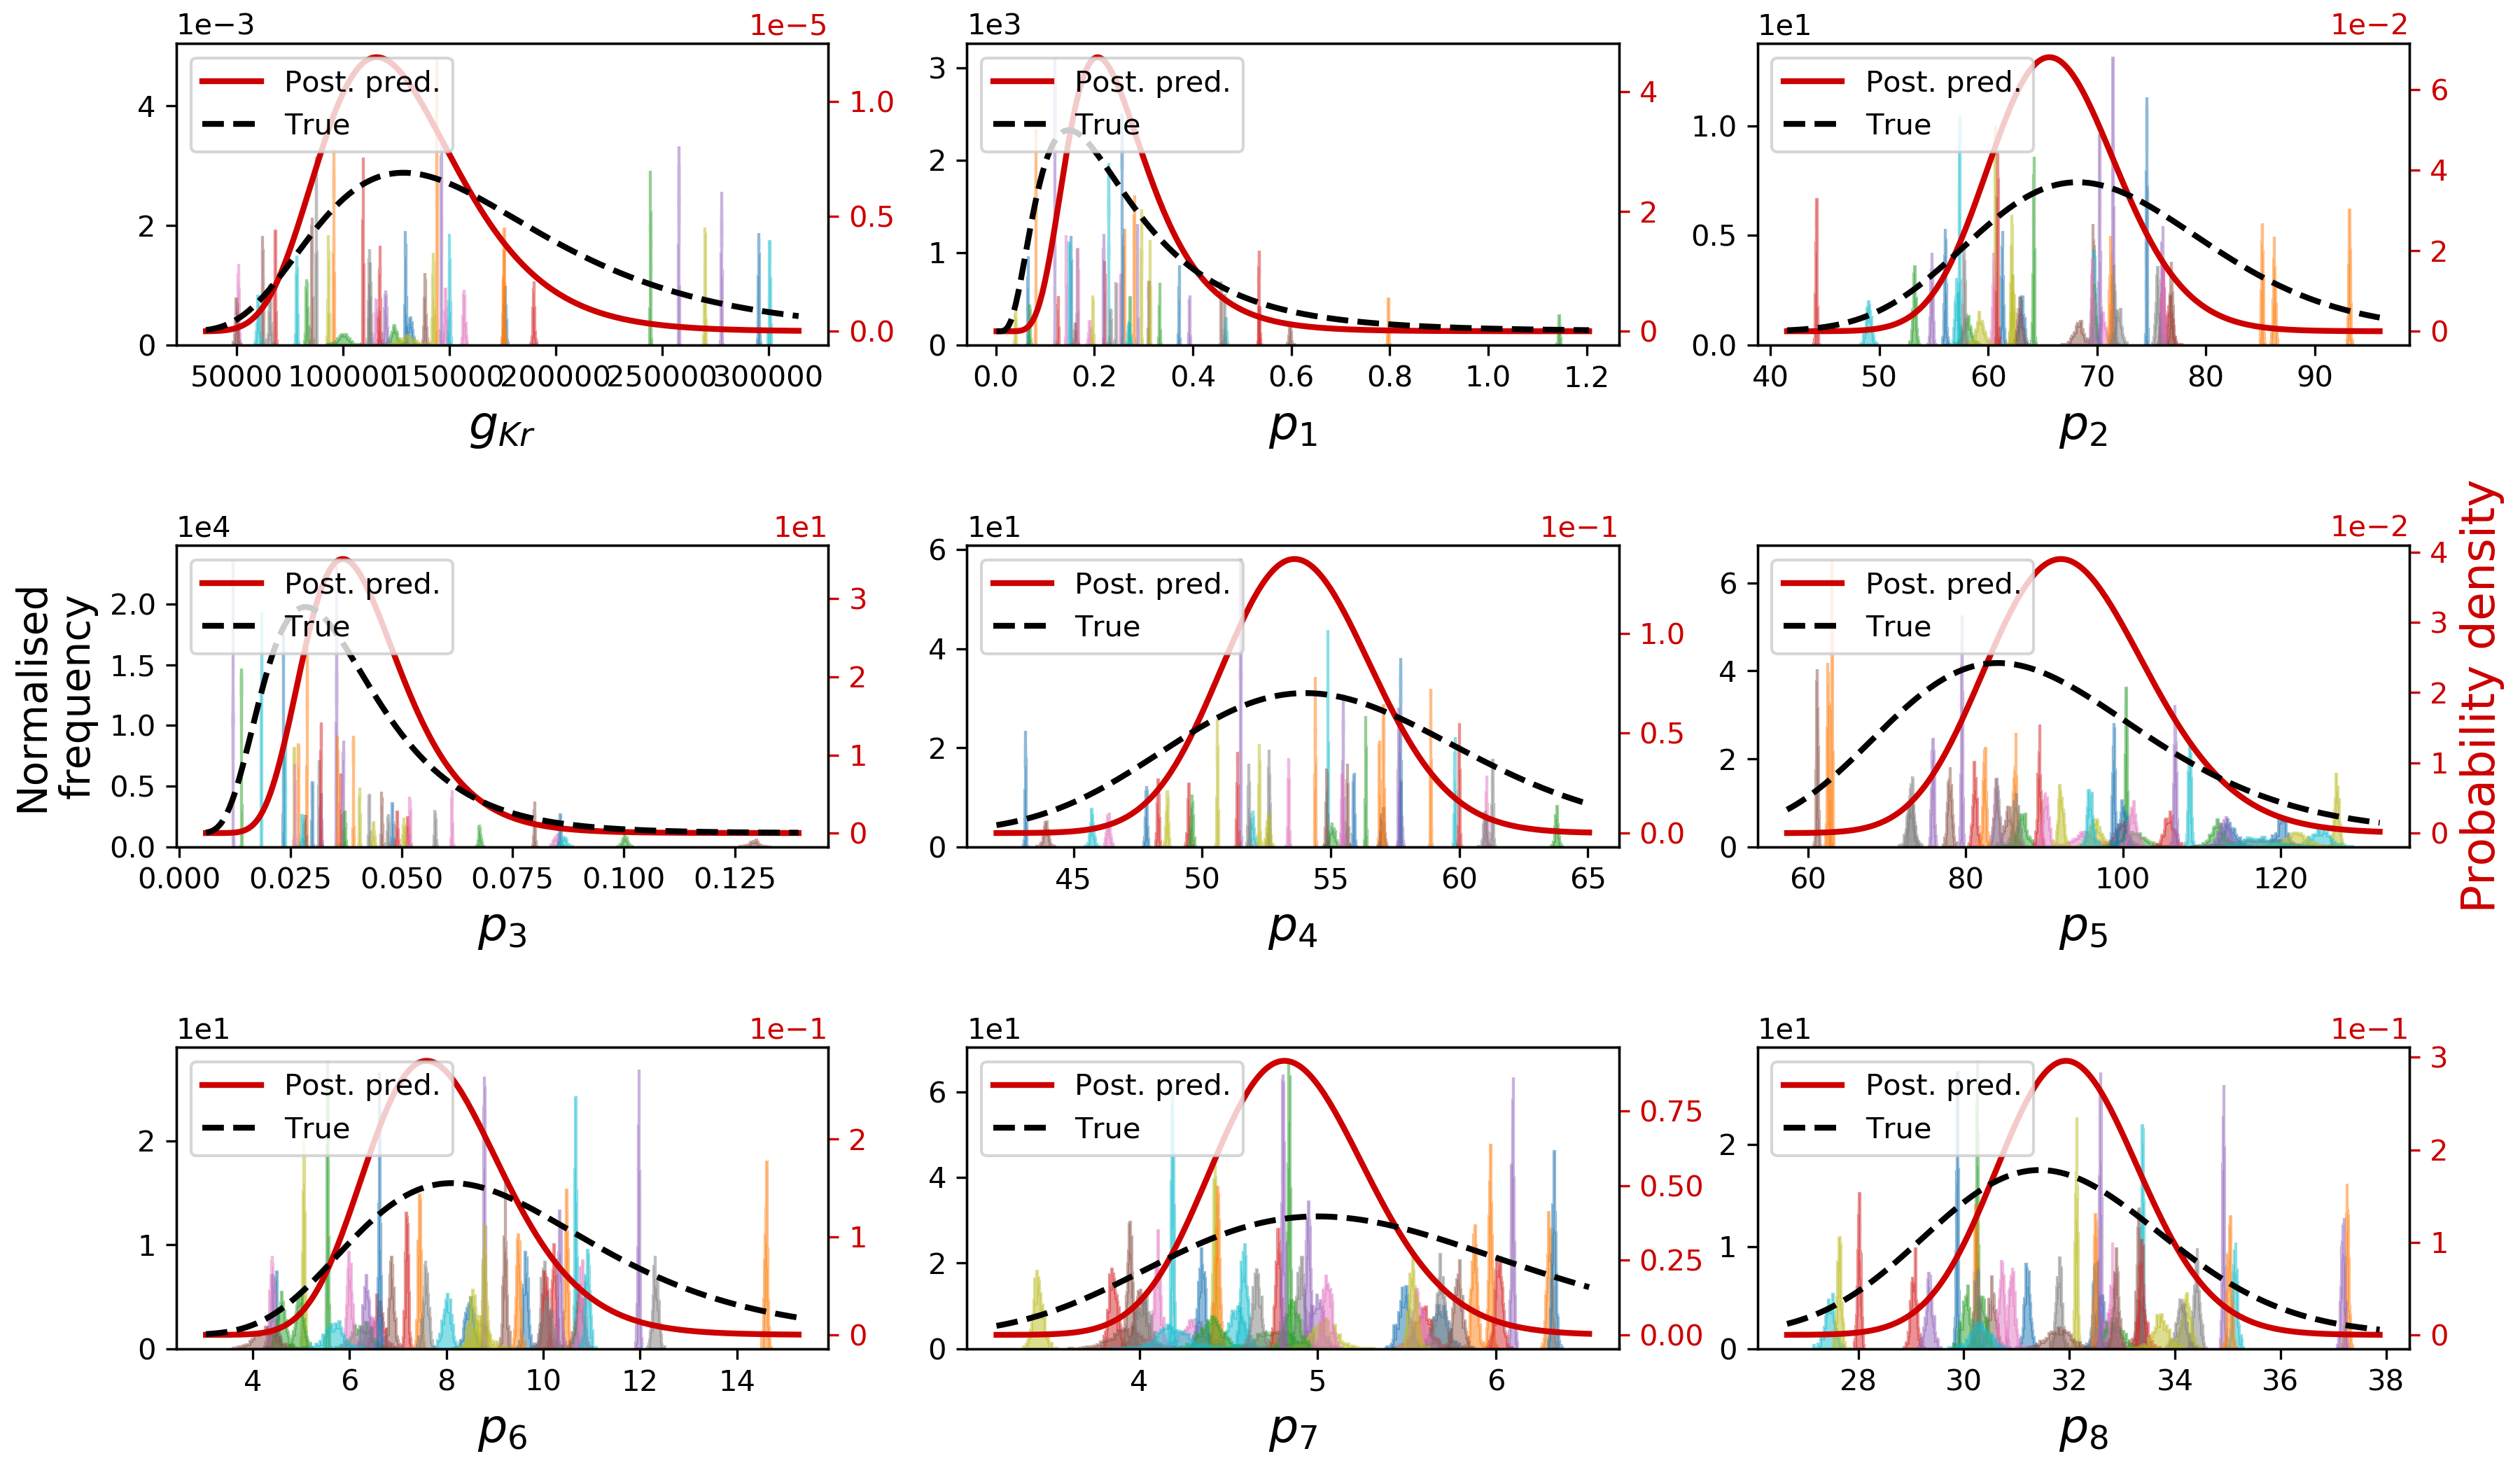 1e−3 1e−5
Post. pred.
True
4
2
0
1.0
0.5
0.0
50000 100000 150000 200000 250000 300000
g_Kr
1e3
Post. pred.
True
3
2
1
0
4
2
0
0.0 0.2 0.4 0.6 0.8 1.0 1.2
p_1
1e1 1e−2
Post. pred.
True
1.0
0.5
0.0
6
4
2
0
40 50 60 70 80 90
p_2
Normalised
frequency
1e4 1e1
Post. pred.
True
2.0
1.5
1.0
0.5
0.0
3
2
1
0
0.000 0.025 0.050 0.075 0.100 0.125
p_3
1e1 1e−1
Post. pred.
True
6
4
2
0
1.0
0.5
0.0
45 50 55 60 65
p_4
1e−2
Post. pred.
True
6
4
2
0
4
3
2
1
0
60 80 100 120
p_5
Probability density
1e1 1e−1
Post. pred.
True
2
1
0
2
1
0
4 6 8 10 12 14
p_6
1e1
Post. pred.
True
6
4
2
0
0.75
0.50
0.25
0.00
4 5 6
p_7
1e1 1e−1
Post. pred.
True
2
1
0
3
2
1
0
28 30 32 34 36 38
p_8